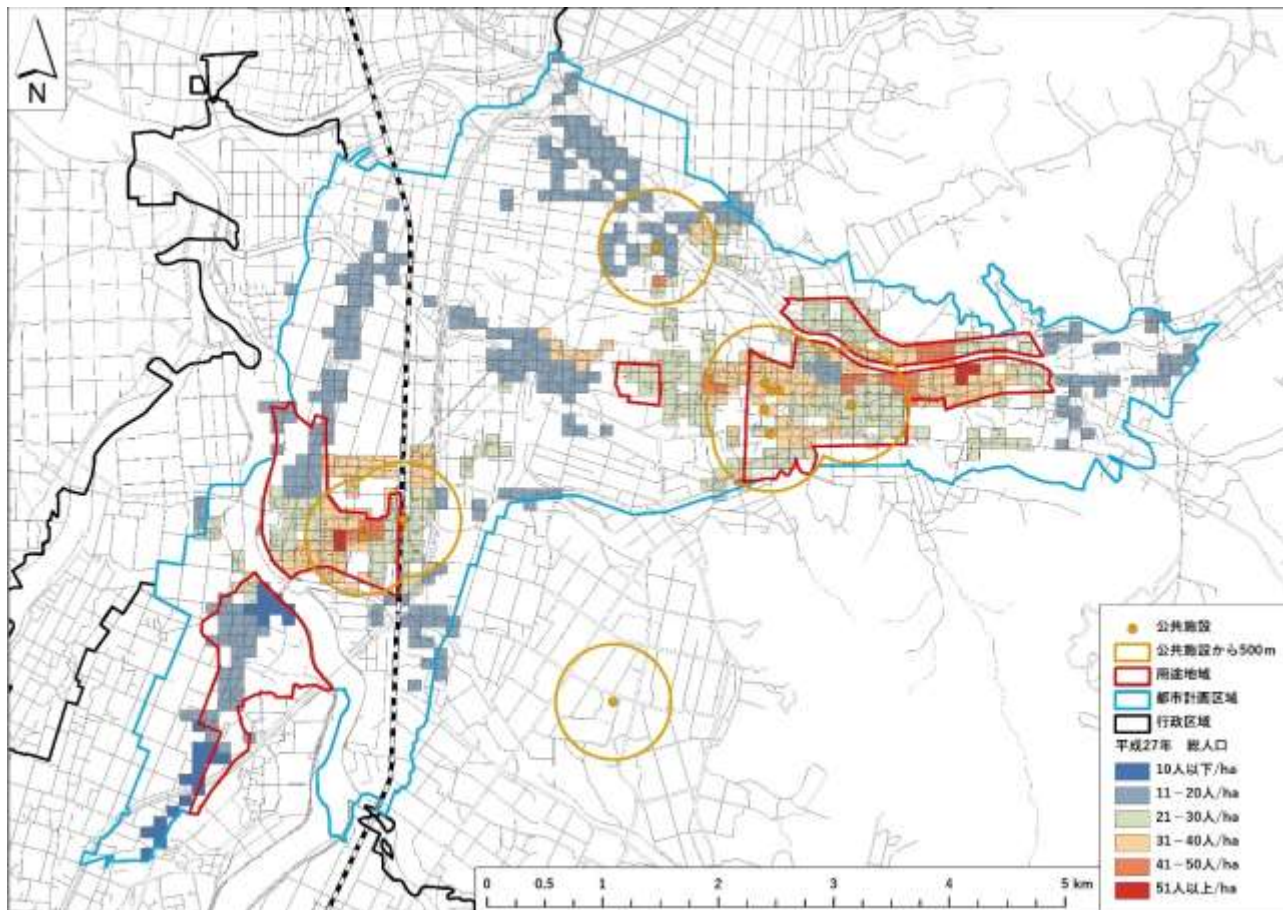 N
公共施設
公共施設から500m
用途地域
都市計画区域
行政区域
平成27年 総人口
10人以下/ha
11－20人/ha
21－30人/ha
31－40人/ha
41－50人/ha
51人以上/ha
0 0.5 1 2 3 4 5 km